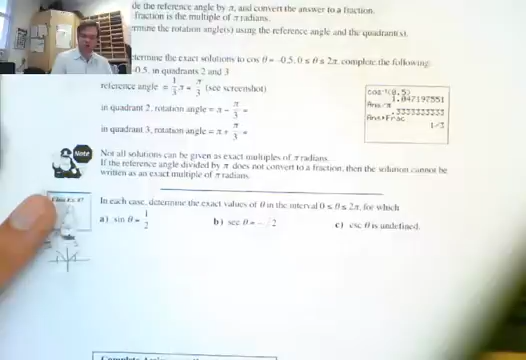 de the reference angle by π, and convert the answer to a fraction.
fraction is the multiple of π radians.
rmine the rotation angle(s) using the reference angle and the quadrant(s).
termine the exact solutions to cos θ = -0.5, 0 ≤ θ ≤ 2π, complete the following:
-0.5, in quadrants 2 and 3
reference angle = 1/3 π = π/3 (see screenshot)
in quadrant 2, rotation angle = π - π/3 =
in quadrant 3, rotation angle = π + π/3 =
cos⁻¹(0.5)
1.047197551
Ans/π
.3333333333
Ans▸Frac
1/3
Note
Not all solutions can be given as exact multiples of π radians.
If the reference angle divided by π does not convert to a fraction, then the solution cannot be
written as an exact multiple of π radians.
Class Ex.
In each case, determine the exact values of θ in the interval 0 ≤ θ ≤ 2π, for which
a) sin θ = 1/2
b) sec θ = -√2
c) csc θ is undefined.